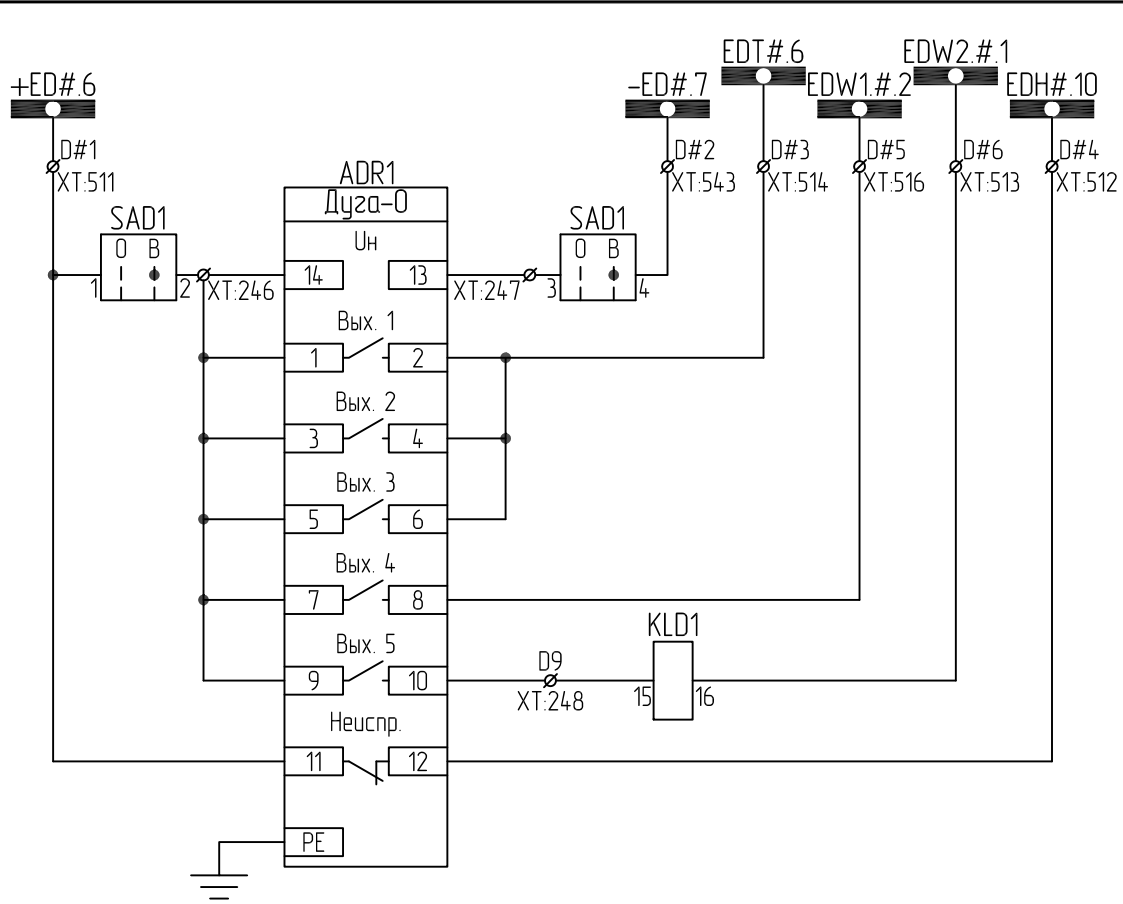 EDT#.6
EDW2.#.1
+ED#.6
-ED#.7
EDW1.#.2
EDH#.10
D#1
XT:511
D#2
XT:543
D#3
XT:514
D#5
XT:516
D#6
XT:513
D#4
XT:512
ADR1
Дуга-О
SAD1
О В
1 2
XT:246
Uн
14 13
XT:247
SAD1
О В
3 4
Вых. 1
1 2
Вых. 2
3 4
Вых. 3
5 6
Вых. 4
7 8
Вых. 5
9 10
D9
XT:248
KLD1
15 16
Неиспр.
11 12
PE